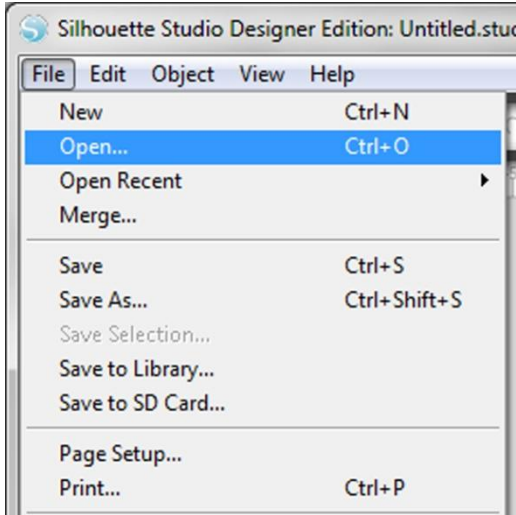 Silhouette Studio Designer Edition: Untitled.stu
File Edit Object View Help
New Ctrl+N
Open... Ctrl+O
Open Recent
Merge...
Save Ctrl+S
Save As... Ctrl+Shift+S
Save Selection...
Save to Library...
Save to SD Card...
Page Setup...
Print... Ctrl+P